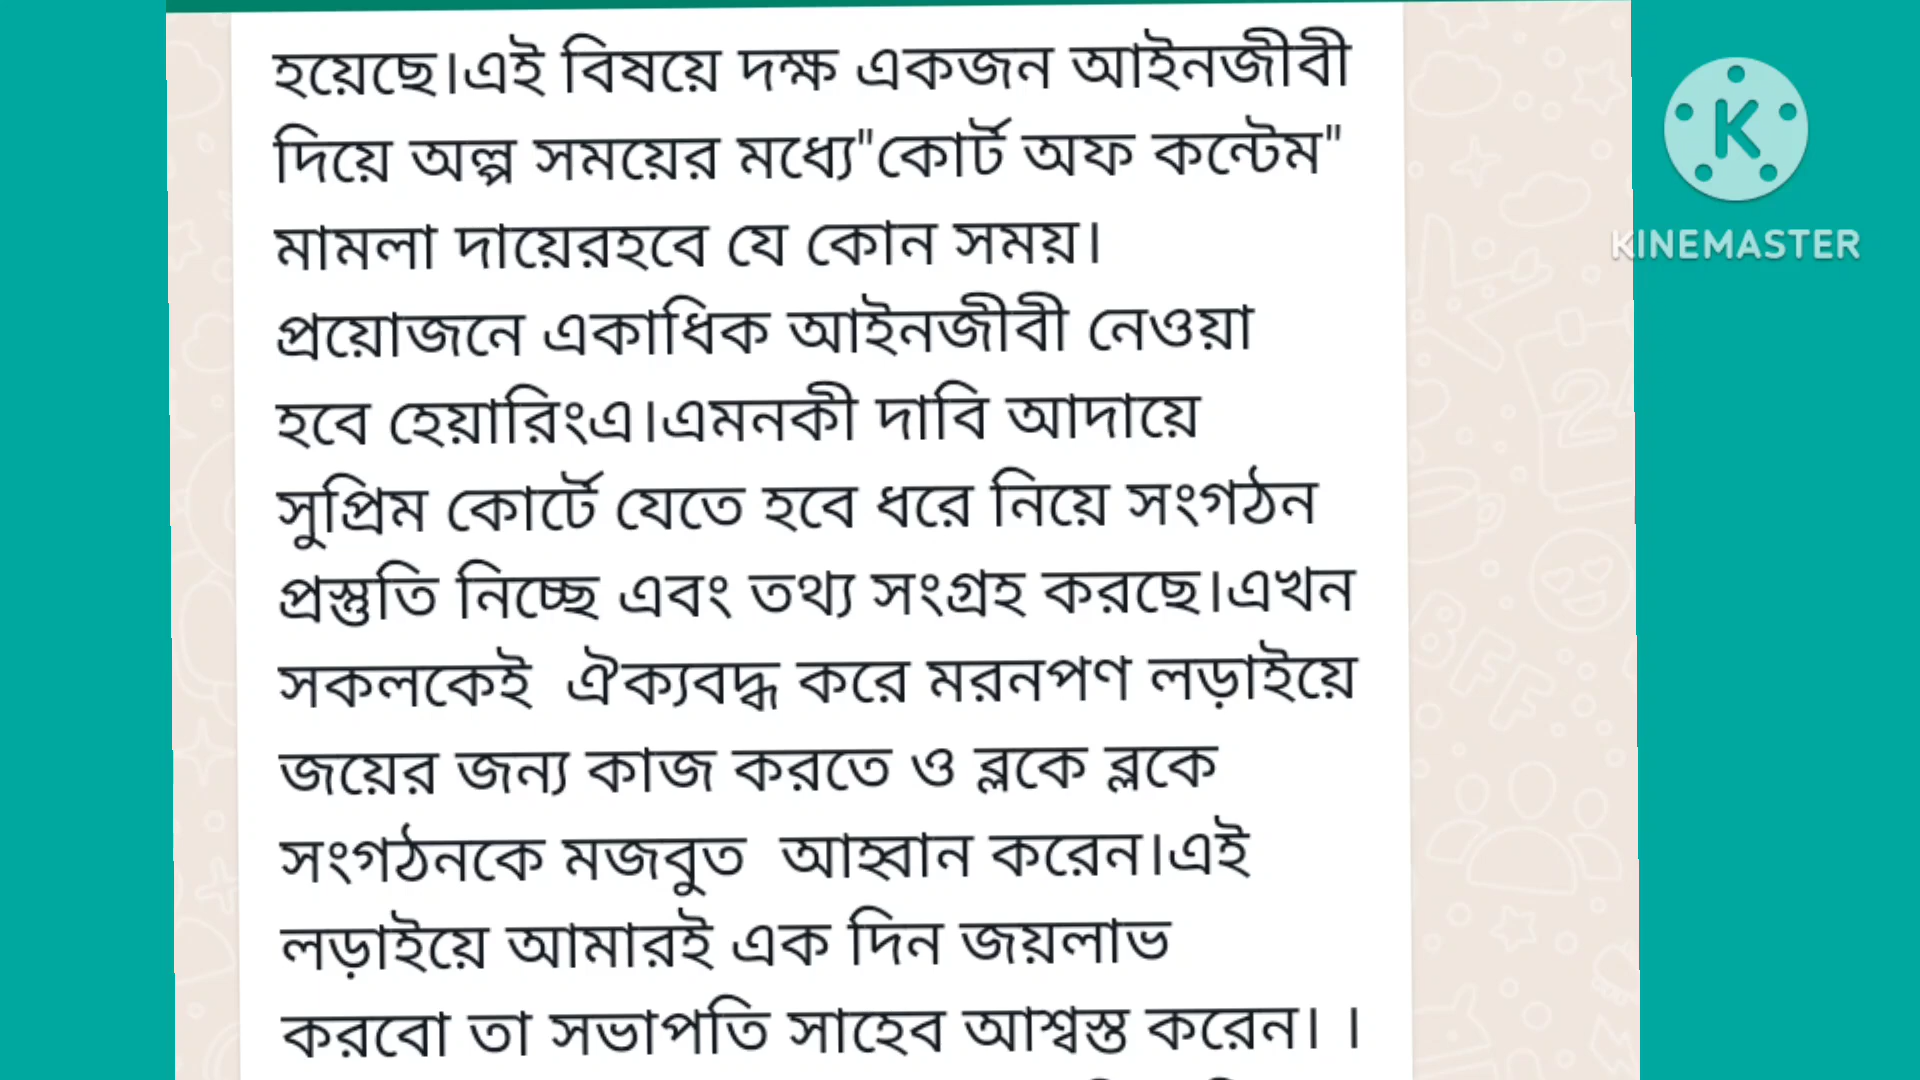 হয়েছে।এই বিষয়ে দক্ষ একজন আইনজীবী
দিয়ে অল্প সময়ের মধ্যে"কোর্ট অফ কন্টেম"
মামলা দায়েরহবে যে কোন সময়।
প্রয়োজনে একাধিক আইনজীবী নেওয়া
হবে হেয়ারিংএ।এমনকী দাবি আদায়ে
সুপ্রিম কোর্টে যেতে হবে ধরে নিয়ে সংগঠন
প্রস্তুতি নিচ্ছে এবং তথ্য সংগ্রহ করছে।এখন
সকলকেই  ঐক্যবদ্ধ করে মরনপণ লড়াইয়ে
জয়ের জন্য কাজ করতে ও ব্লকে ব্লকে
সংগঠনকে মজবুত  আহ্বান করেন।এই
লড়াইয়ে আমারই এক দিন জয়লাভ
করবো তা সভাপতি সাহেব আশ্বস্ত করেন। ।
K
KINEMASTER